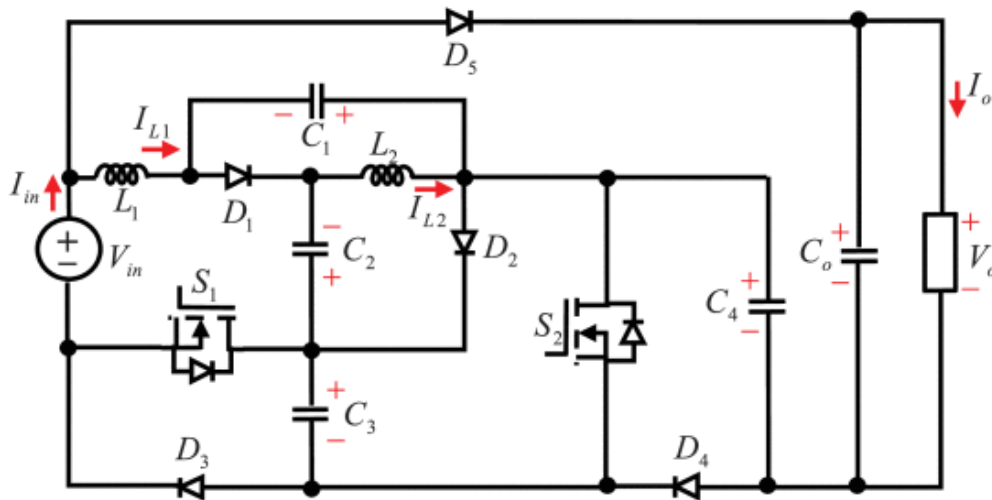 D5
Io
IL1
− C1 +
L2
Iin
L1
D1
IL2
+
−
Vin
−
C2
+
D2
Co
+
−
+
Vo
−
S1
S2
C4
+
−
+
C3
−
D3
D4